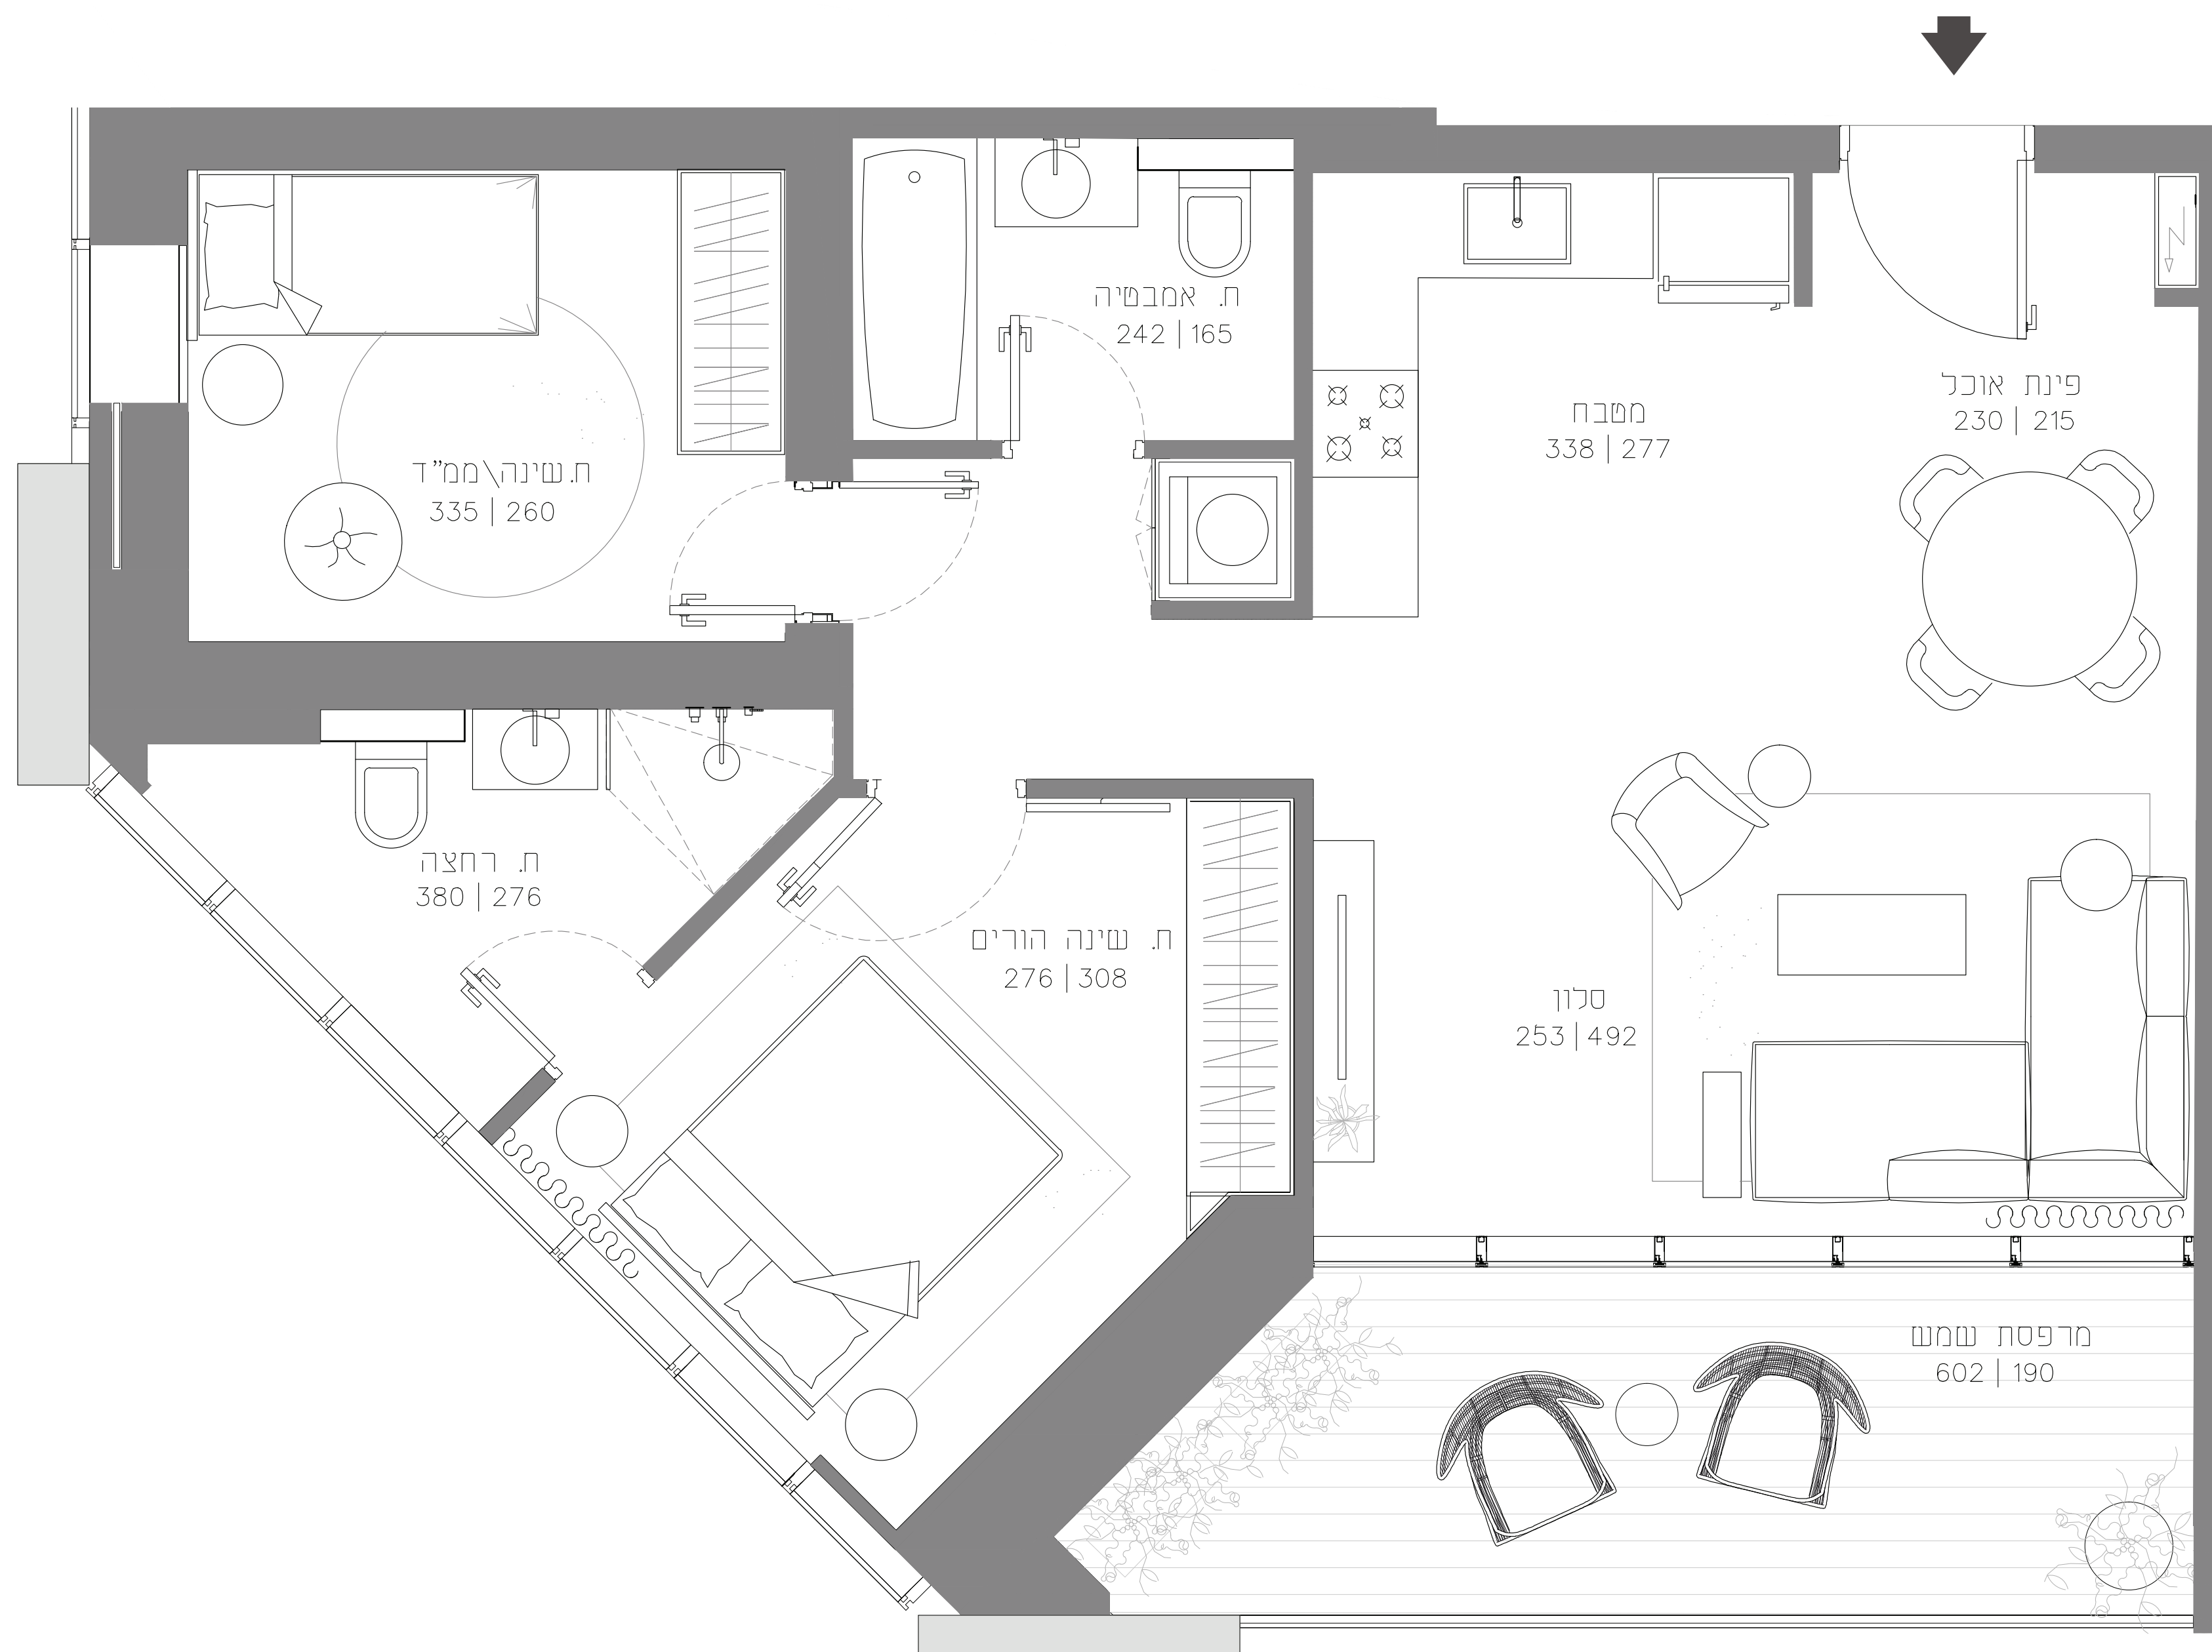 ח. אמבטיה
242|165
פינת אוכל
230|215
מטבח
338|277
ח.שינה\ממ"ד
335|260
ח. רחצה
380|276
ח. שינה הורים
276|308
סלון
253|492
מרפסת שמש
602|190